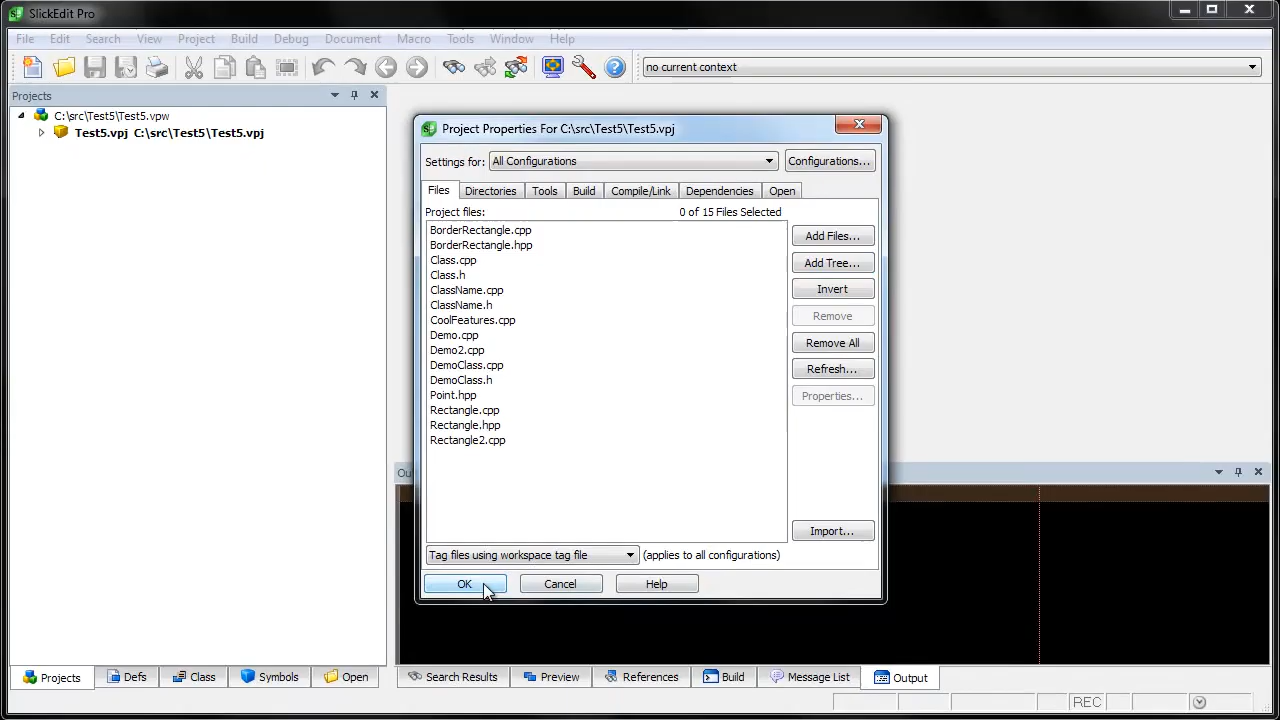 SlickEdit Pro
File Edit Search View Project Build Debug Document Macro Tools Window Help
no current context
Projects
C:\src\Test5\Test5.vpw
Test5.vpj C:\src\Test5\Test5.vpj
Project Properties For C:\src\Test5\Test5.vpj
Settings for: All Configurations Configurations...
Files Directories Tools Build Compile/Link Dependencies Open
Project files: 0 of 15 Files Selected
BorderRectangle.cpp
BorderRectangle.hpp
Class.cpp
Class.h
ClassName.cpp
ClassName.h
CoolFeatures.cpp
Demo.cpp
Demo2.cpp
DemoClass.cpp
DemoClass.h
Point.hpp
Rectangle.cpp
Rectangle.hpp
Rectangle2.cpp
Add Files...
Add Tree...
Invert
Remove
Remove All
Refresh...
Properties...
Import...
Tag files using workspace tag file (applies to all configurations)
OK Cancel Help
Ou
Projects Defs Class Symbols Open Search Results Preview References Build Message List Output
REC